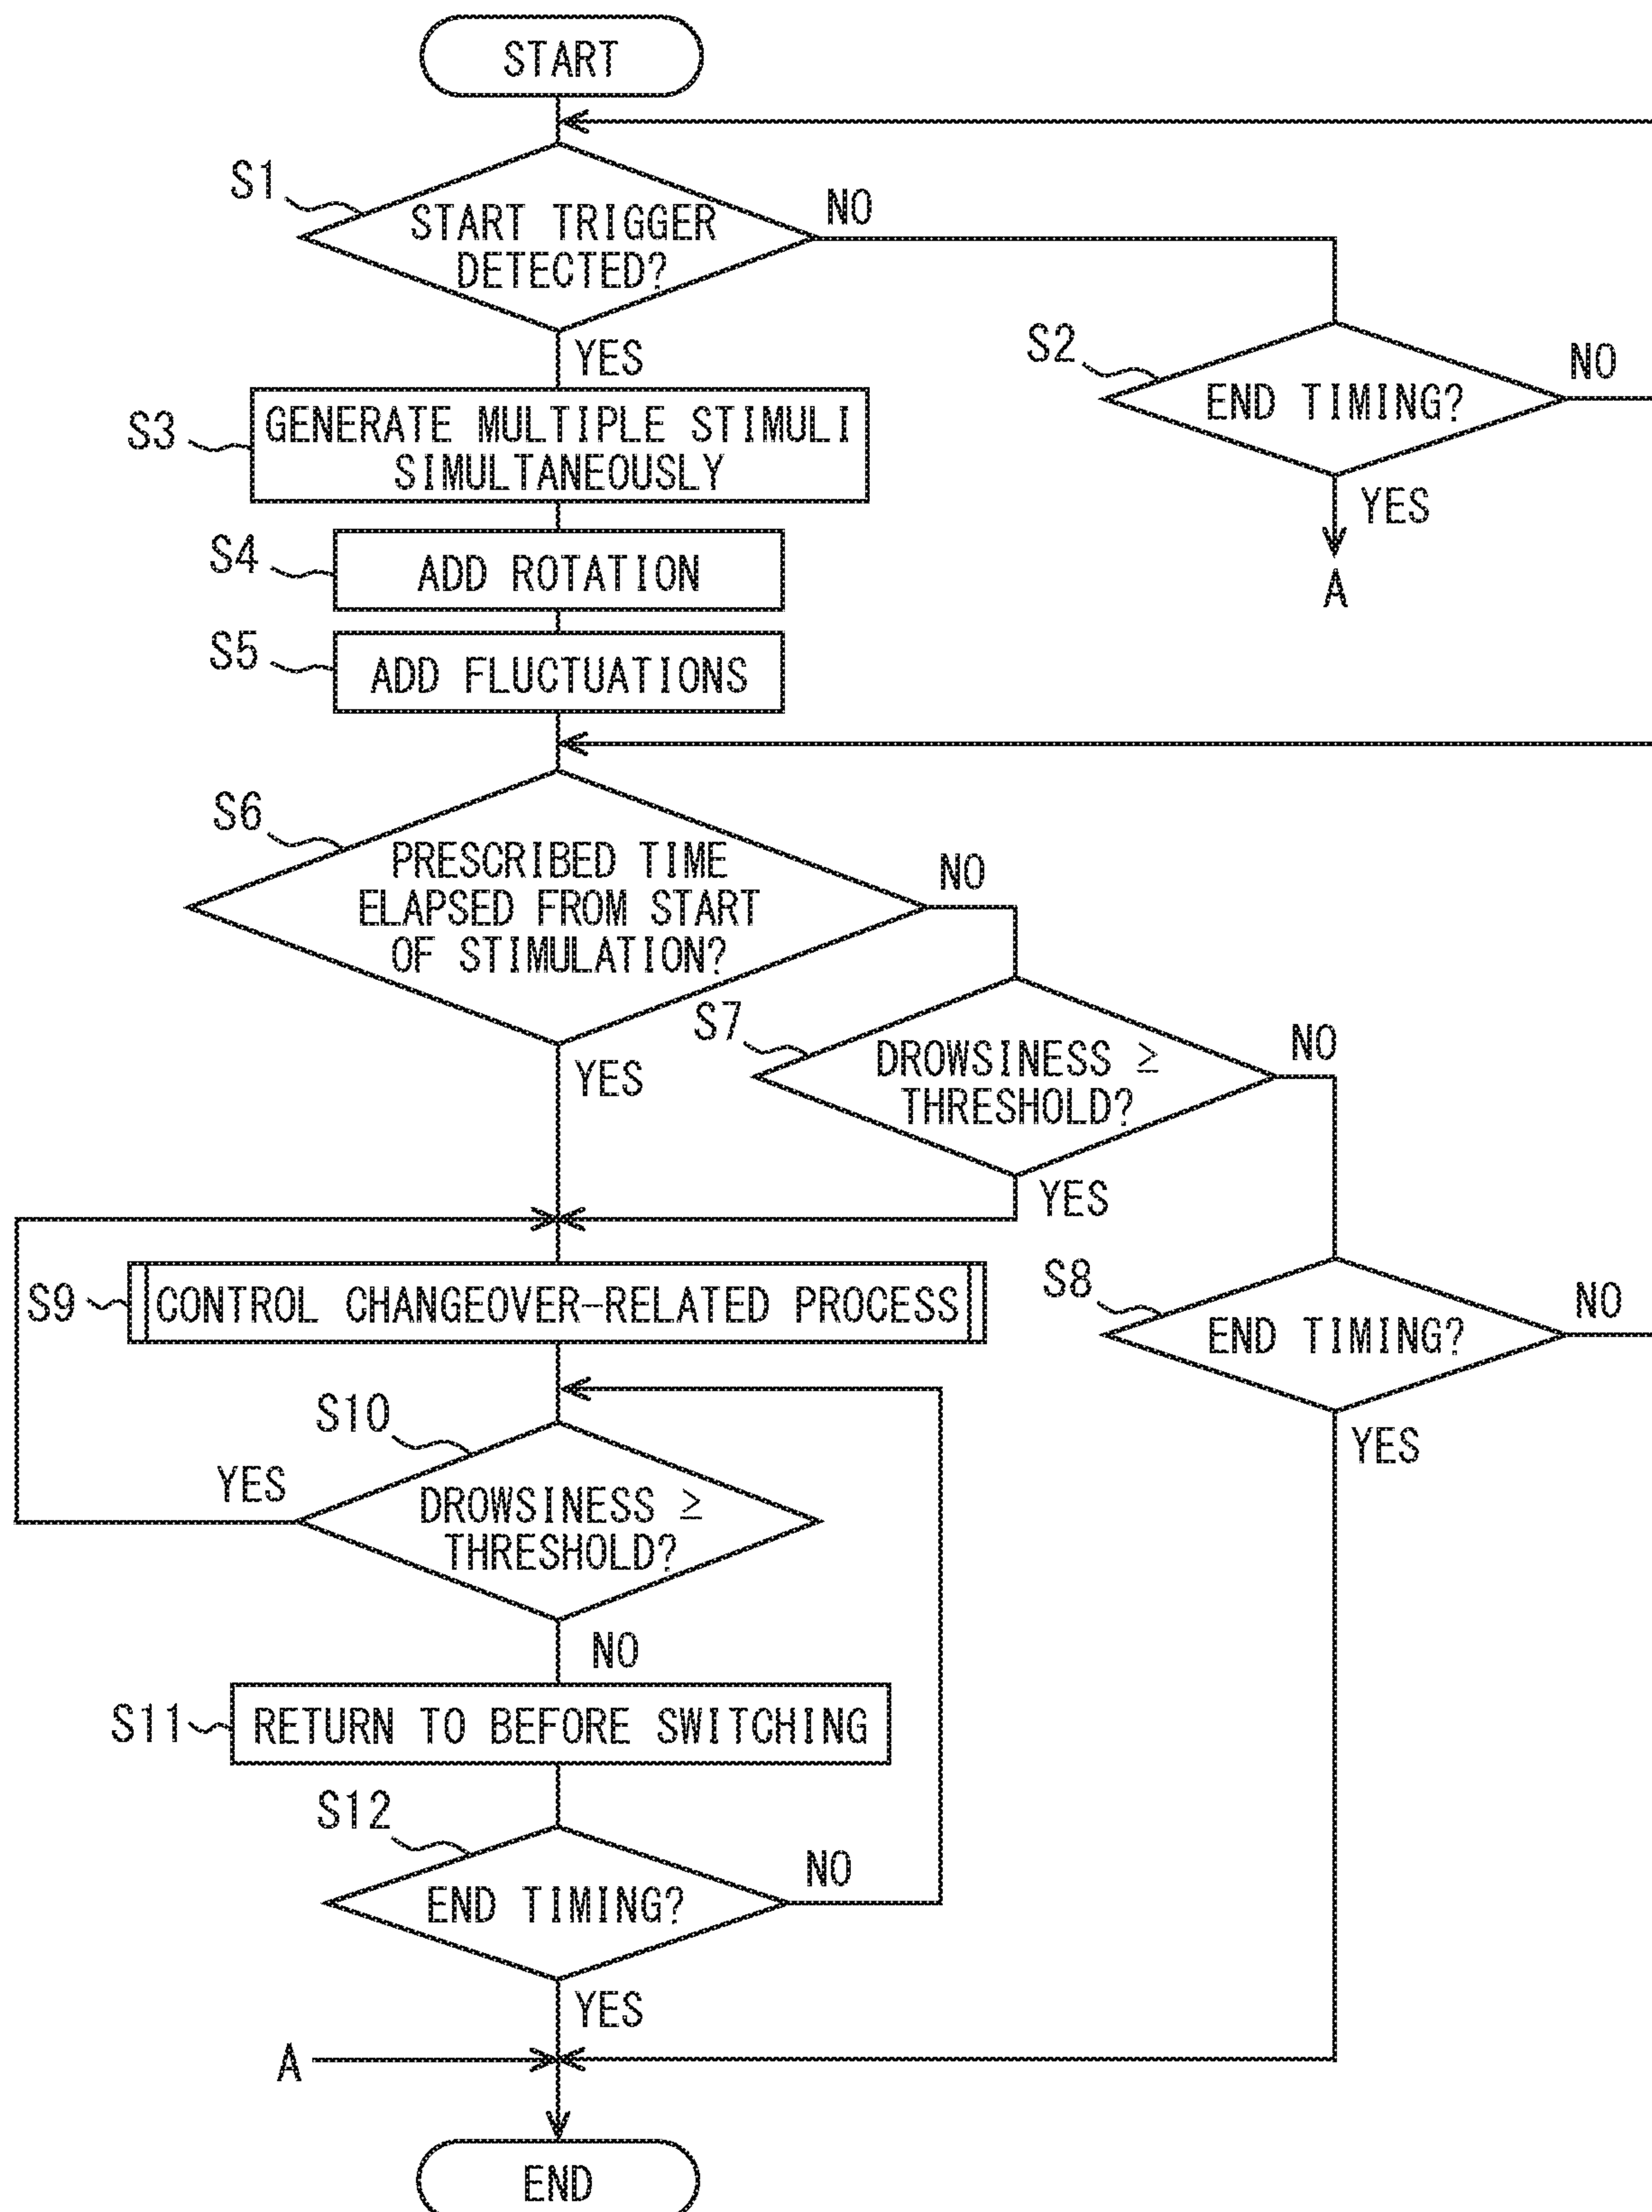 START
S1
START TRIGGER
DETECTED?
NO
YES
S2
END TIMING?
NO
YES
A
S3
GENERATE MULTIPLE STIMULI
SIMULTANEOUSLY
S4
ADD ROTATION
S5
ADD FLUCTUATIONS
S6
PRESCRIBED TIME
ELAPSED FROM START
OF STIMULATION?
NO
YES
S7
DROWSINESS ≥
THRESHOLD?
NO
YES
S8
END TIMING?
NO
YES
S9
CONTROL CHANGEOVER-RELATED PROCESS
S10
DROWSINESS ≥
THRESHOLD?
YES
NO
S11
RETURN TO BEFORE SWITCHING
S12
END TIMING?
NO
YES
A
END